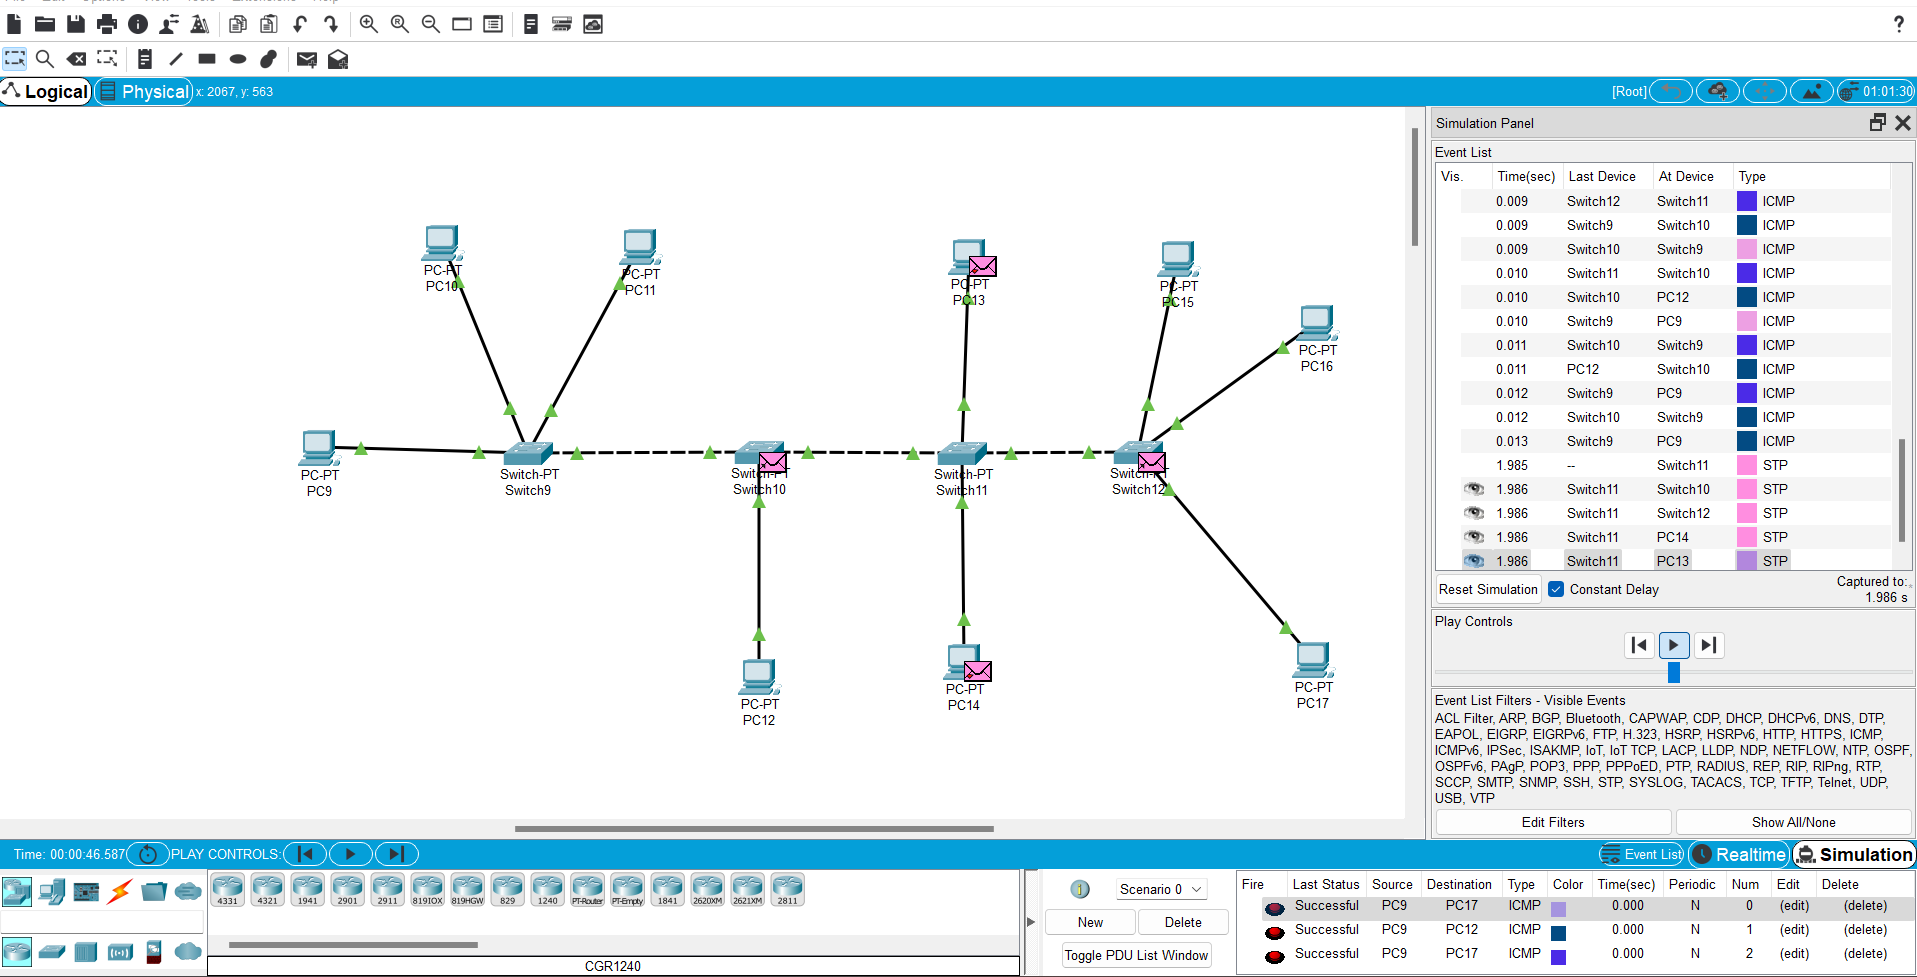 Logical
Physical
x: 2067, y: 563
[Root]
01:01:30
Simulation Panel
Event List
Vis. Time(sec) Last Device At Device Type
0.009 Switch12 Switch11 ICMP
0.009 Switch9 Switch10 ICMP
0.009 Switch10 Switch9 ICMP
0.010 Switch11 Switch10 ICMP
0.010 Switch10 PC12 ICMP
0.010 Switch9 PC9 ICMP
0.011 Switch10 Switch9 ICMP
0.011 PC12 Switch10 ICMP
0.012 Switch9 PC9 ICMP
0.012 Switch10 Switch9 ICMP
0.013 Switch9 PC9 ICMP
1.985 -- Switch11 STP
1.986 Switch11 Switch10 STP
1.986 Switch11 Switch12 STP
1.986 Switch11 PC14 STP
1.986 Switch11 PC13 STP
Reset Simulation
Constant Delay
Captured to:
1.986 s
Play Controls
Event List Filters - Visible Events
ACL Filter, ARP, BGP, Bluetooth, CAPWAP, CDP, DHCP, DHCPv6, DNS, DTP,
EAPOL, EIGRP, EIGRPv6, FTP, H.323, HSRP, HSRPv6, HTTP, HTTPS, ICMP,
ICMPv6, IPSec, ISAKMP, IoT, IoT TCP, LACP, LLDP, NDP, NETFLOW, NTP, OSPF,
OSPFv6, PAgP, POP3, PPP, PPPoED, PTP, RADIUS, REP, RIP, RIPng, RTP,
SCCP, SMTP, SNMP, SSH, STP, SYSLOG, TACACS, TCP, TFTP, Telnet, UDP,
USB, VTP
Edit Filters
Show All/None
PC-PT
PC10
PC-PT
PC11
PC-PT
PC13
PC-PT
PC15
PC-PT
PC16
PC-PT
PC9
Switch-PT
Switch9
Switch-PT
Switch10
Switch-PT
Switch11
Switch-PT
Switch12
PC-PT
PC12
PC-PT
PC14
PC-PT
PC17
Time: 00:00:46.587
PLAY CONTROLS:
Event List
Realtime
Simulation
4331 4321 1941 2901 2911 819IOX 819HGW 829 1240 PT-Router PT-Empty 1841 2620XM 2621XM 2811
CGR1240
Scenario 0
New
Delete
Toggle PDU List Window
Fire Last Status Source Destination Type Color Time(sec) Periodic Num Edit Delete
Successful PC9 PC17 ICMP 0.000 N 0 (edit) (delete)
Successful PC9 PC12 ICMP 0.000 N 1 (edit) (delete)
Successful PC9 PC17 ICMP 0.000 N 2 (edit) (delete)